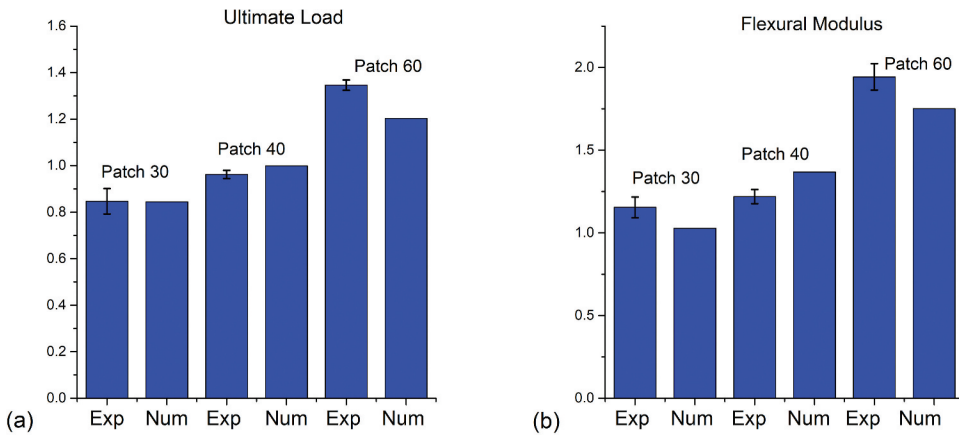 Ultimate Load
1.6
1.4
1.2
1.0
0.8
0.6
0.4
0.2
0.0
Patch 30
Patch 40
Patch 60
Exp Num Exp Num Exp Num
(a)
Flexural Modulus
2.0
1.5
1.0
0.5
0.0
Patch 30
Patch 40
Patch 60
Exp Num Exp Num Exp Num
(b)